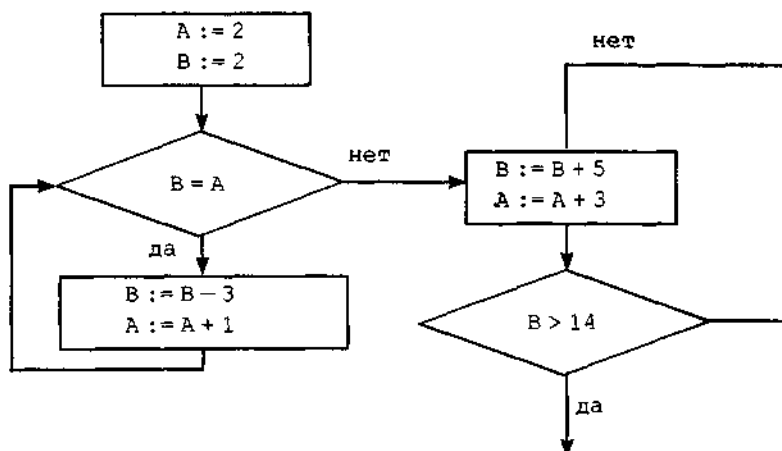 A := 2
B := 2
B = A
нет
да
B := B – 3
A := A + 1
нет
B := B + 5
A := A + 3
B > 14
да